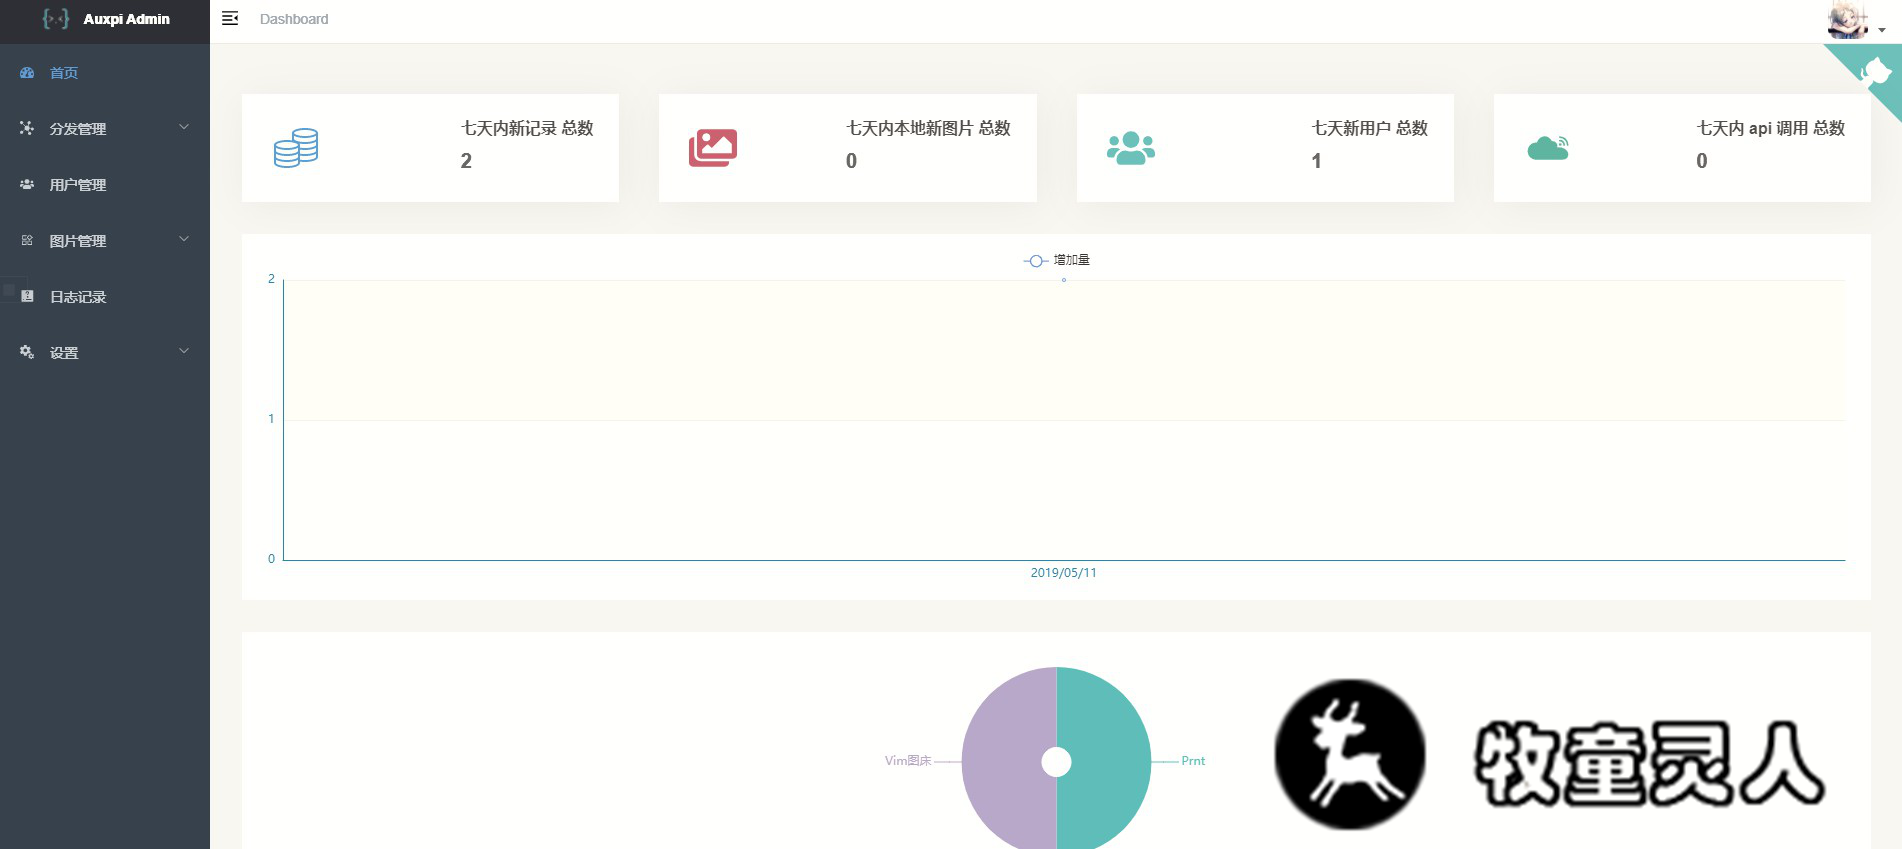 Auxpi Admin
Dashboard
首页
分发管理
用户管理
图片管理
日志记录
设置
七天内新记录 总数
2
七天内本地新图片 总数
0
七天新用户 总数
1
七天内 api 调用 总数
0
增加量
2
1
0
2019/05/11
Vim图床
Prnt
牧童灵人